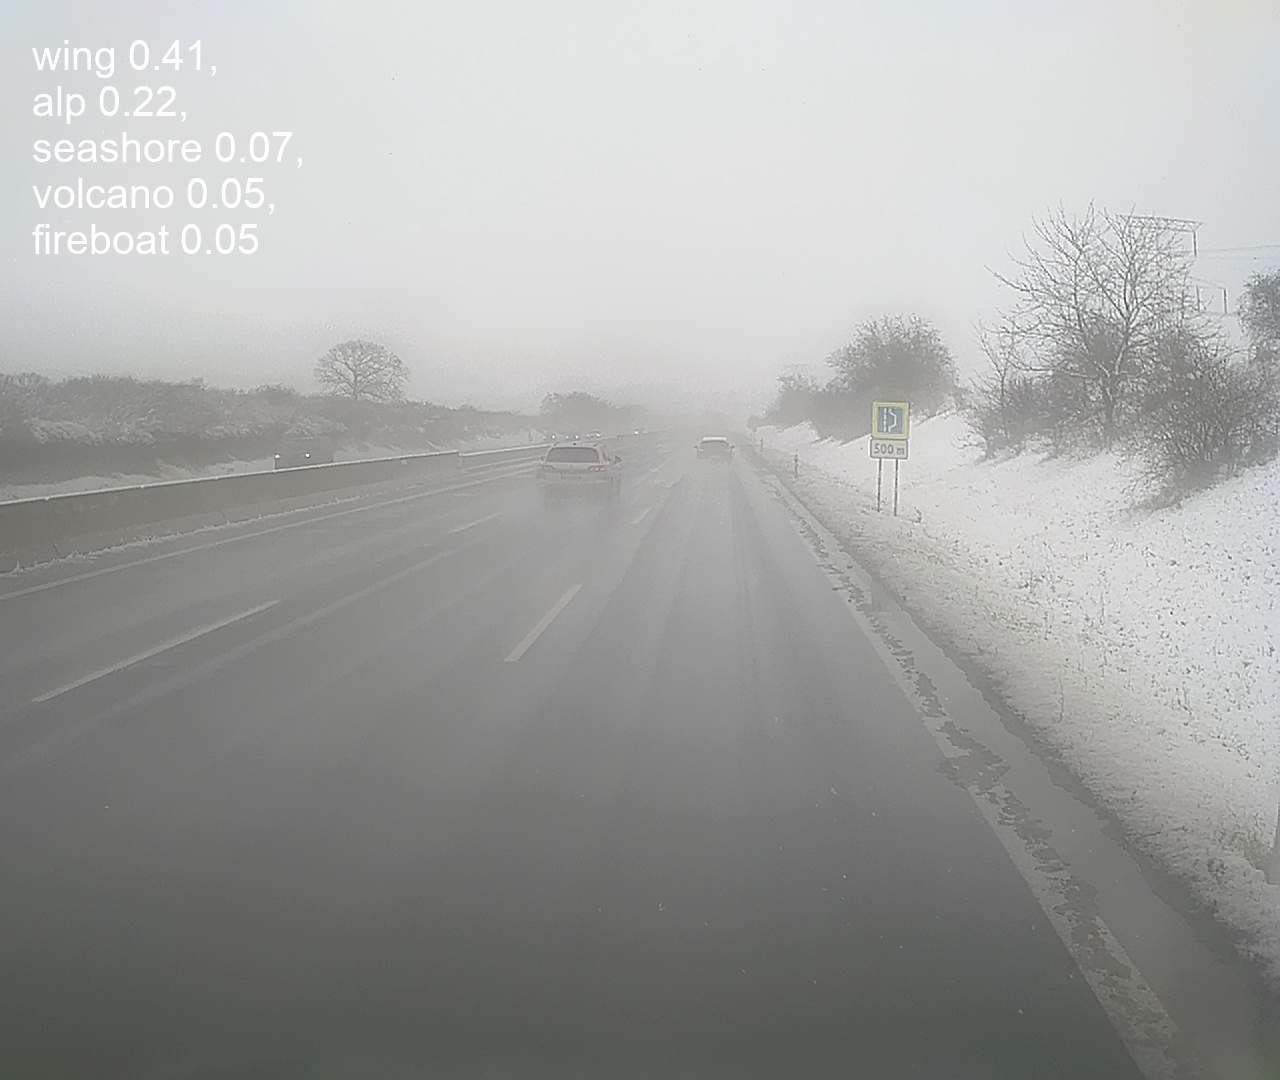 wing 0.41,
alp 0.22,
seashore 0.07,
volcano 0.05,
fireboat 0.05
500 m